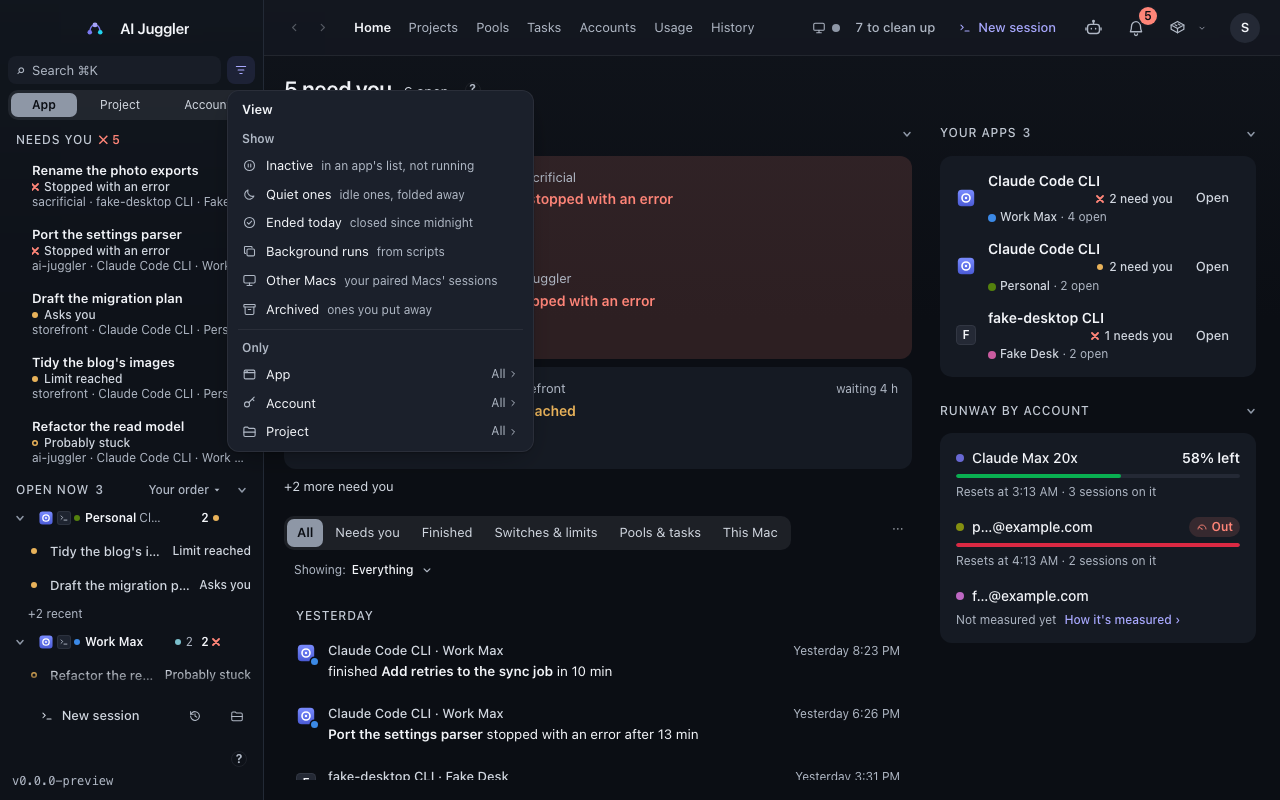 AI Juggler
Search ⌘K
App Project Accoun
NEEDS YOU 5
Rename the photo exports
Stopped with an error
sacrificial · fake-desktop CLI · Fake
Port the settings parser
Stopped with an error
ai-juggler · Claude Code CLI · Work
Draft the migration plan
Asks you
storefront · Claude Code CLI · Pers
Tidy the blog's images
Limit reached
storefront · Claude Code CLI · Pers
Refactor the read model
Probably stuck
ai-juggler · Claude Code CLI · Work ...
OPEN NOW 3 Your order
Personal Cl... 2
Tidy the blog's i... Limit reached
Draft the migration p... Asks you
+2 recent
Work Max 2 2
Refactor the re... Probably stuck
New session
?
v0.0.0-preview
Home Projects Pools Tasks Accounts Usage History
7 to clean up
New session
5
S
5 need you 6 open ?
View
Show
Inactive in an app's list, not running
Quiet ones idle ones, folded away
Ended today closed since midnight
Background runs from scripts
Other Macs your paired Macs' sessions
Archived ones you put away
Only
App All ›
Account All ›
Project All ›
crificial
topped with an error
uggler
pped with an error
efront waiting 4 h
ached
+2 more need you
All Needs you Finished Switches & limits Pools & tasks This Mac
...
Showing: Everything
YESTERDAY
Claude Code CLI · Work Max Yesterday 8:23 PM
finished Add retries to the sync job in 10 min
Claude Code CLI · Work Max Yesterday 6:26 PM
Port the settings parser stopped with an error after 13 min
fake-desktop CLI · Fake Desk Yesterday 3:31 PM
YOUR APPS 3
Claude Code CLI
2 need you
Work Max · 4 open
Open
Claude Code CLI
2 need you
Personal · 2 open
Open
F
fake-desktop CLI
1 needs you
Fake Desk · 2 open
Open
RUNWAY BY ACCOUNT
Claude Max 20x 58% left
Resets at 3:13 AM · 3 sessions on it
p...@example.com Out
Resets at 4:13 AM · 2 sessions on it
f...@example.com
Not measured yet How it's measured ›